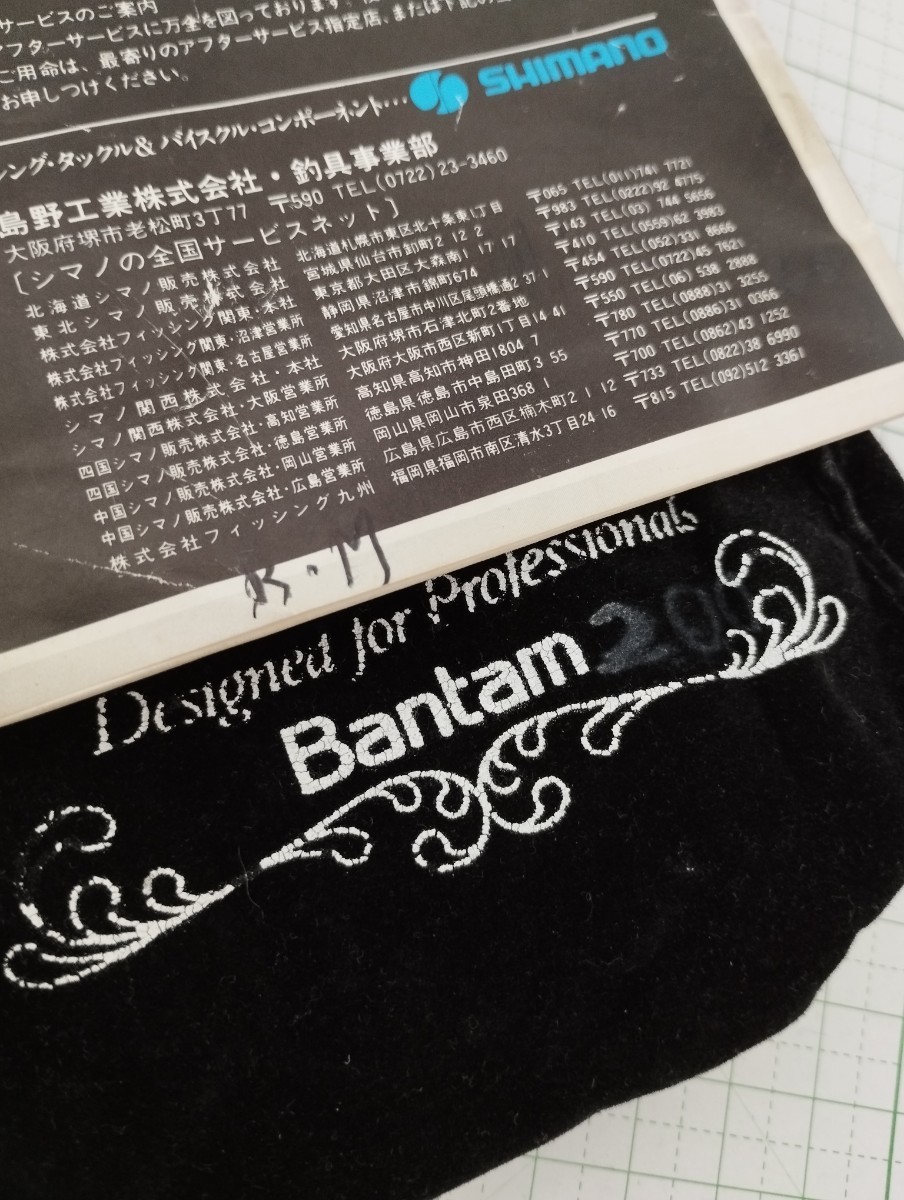 サービスのご案内
アフターサービスに万全を図っております。
ご用命は、最寄りのアフターサービス指定店、または下記の
お申しつけください。
SHIMANO
シング・タックル&バイスクル・コンポーネント…
島野工業株式会社・釣具事業部
大阪府堺市老松町3丁77 〒590 TEL(0722)23-3460
〔シマノの全国サービスネット〕
北海道シマノ販売株式会社 北海道札幌市東区北十条東1丁目 〒065 TEL(011)741 7721
東北シマノ販売株式会社 宮城県仙台市卸町2 12 2 〒983 TEL(0222)92 4775
株式会社フィッシング関東・本社 東京都大田区大森南1 17 17 〒143 TEL(03) 744 5656
株式会社フィッシング関東・沼津営業所 静岡県沼津市錦町674 〒410 TEL(0559)62 3983
株式会社フィッシング関東・名古屋営業所 愛知県名古屋市中川区尾頭橋通2 37 1 〒454 TEL(052)331 8666
シマノ関西株式会社・本社 大阪府堺市石津北町2番地 〒590 TEL(0722)45 7621
シマノ関西株式会社・大阪営業所 大阪府大阪市西区新町1丁目14 41 〒550 TEL(06) 538 2888
四国シマノ販売株式会社・高知営業所 高知県高知市神田1804 7 〒780 TEL(0888)31 3255
四国シマノ販売株式会社・徳島営業所 徳島県徳島市中島田町3 55 〒770 TEL(0886)31 0366
中国シマノ販売株式会社・岡山営業所 岡山県岡山市泉田368 1 〒700 TEL(0862)43 1252
中国シマノ販売株式会社・広島営業所 広島県広島市西区楠木町2 1 12 〒733 TEL(0822)38 6990
株式会社フィッシング九州 福岡県福岡市南区清水3丁目24 16 〒815 TEL(092)512 3361
Designed for Professionals
Bantam 200